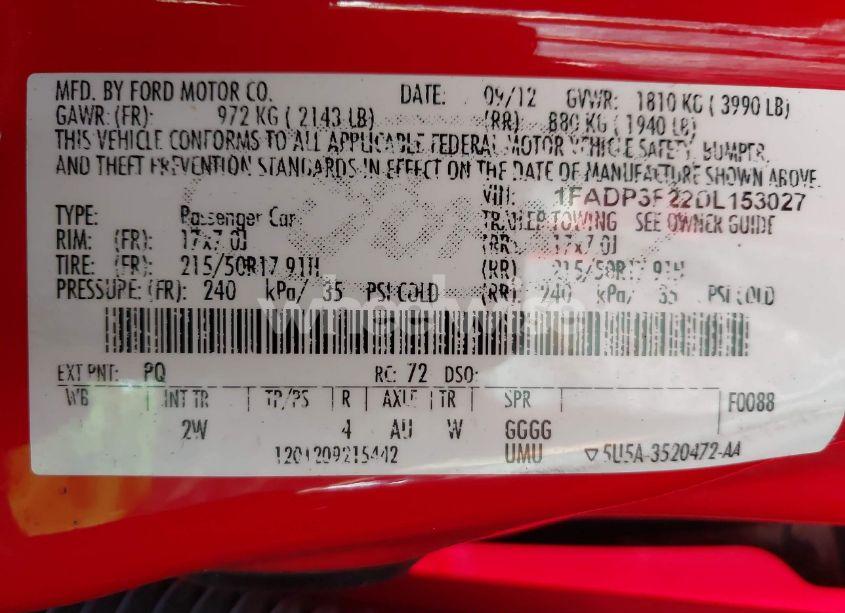 MFD. BY FORD MOTOR CO. DATE: 09/12 GVWR: 1810 KG ( 3990 LB)
GAWR: (FR): 972 KG ( 2143 LB) (RR): 880 KG ( 1940 LB)
THIS VEHICLE CONFORMS TO ALL APPLICABLE FEDERAL MOTOR VEHICLE SAFETY, BUMPER,
AND THEFT PREVENTION STANDARDS IN EFFECT ON THE DATE OF MANUFACTURE SHOWN ABOVE.
VIN: 1FADP3F22DL153027
TYPE: Passenger Car TRAILER TOWING SEE OWNER GUIDE
RIM: (FR): 17x7.0J (RR): 17x7.0J
TIRE: (FR): 215/50R17 91H (RR) 215/50R17 91H
PRESSURE: (FR): 240 kPa/ 35 PSI COLD (RR): 240 kPa/ 35 PSI COLD
wheelwise
EXT PNT: PQ RC: 72 DSO:
WB INT TR TP/PS R AXLE TR SPR F0088
2W 4 AU W GGGG
1201209215442 UMU ▽ 5U5A-3520472-AA